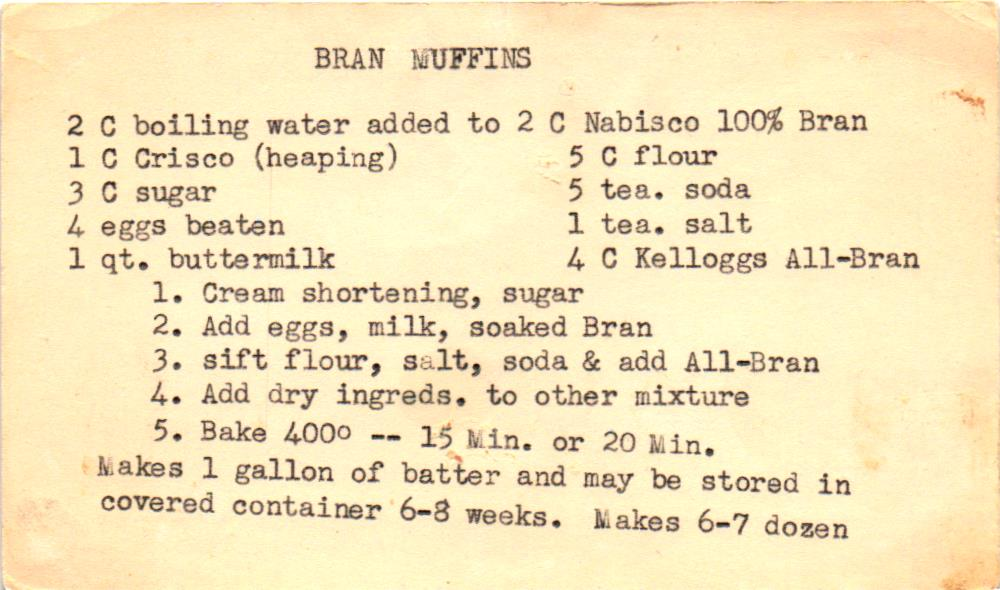 BRAN MUFFINS
2 C boiling water added to 2 C Nabisco 100% Bran
1 C Crisco (heaping) 5 C flour
3 C sugar 5 tea. soda
4 eggs beaten 1 tea. salt
1 qt. buttermilk 4 C Kelloggs All-Bran
1. Cream shortening, sugar
2. Add eggs, milk, soaked Bran
3. sift flour, salt, soda & add All-Bran
4. Add dry ingreds. to other mixture
5. Bake 400º -- 15 Min. or 20 Min.
Makes 1 gallon of batter and may be stored in
covered container 6-8 weeks. Makes 6-7 dozen